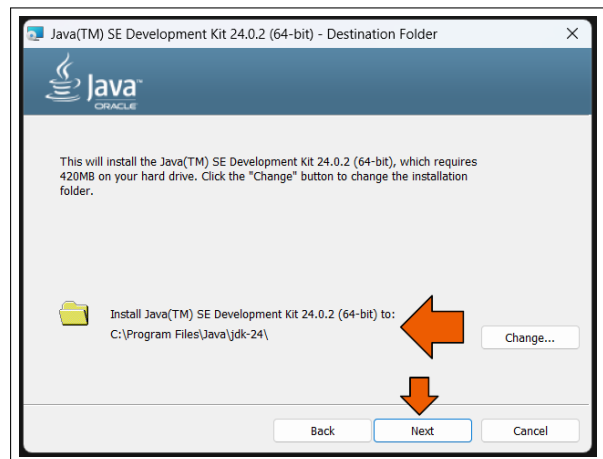 Java(TM) SE Development Kit 24.0.2 (64-bit) - Destination Folder
Java™
ORACLE
This will install the Java(TM) SE Development Kit 24.0.2 (64-bit), which requires
420MB on your hard drive. Click the "Change" button to change the installation
folder.
Install Java(TM) SE Development Kit 24.0.2 (64-bit) to:
C:\Program Files\Java\jdk-24\
Change...
Back
Next
Cancel